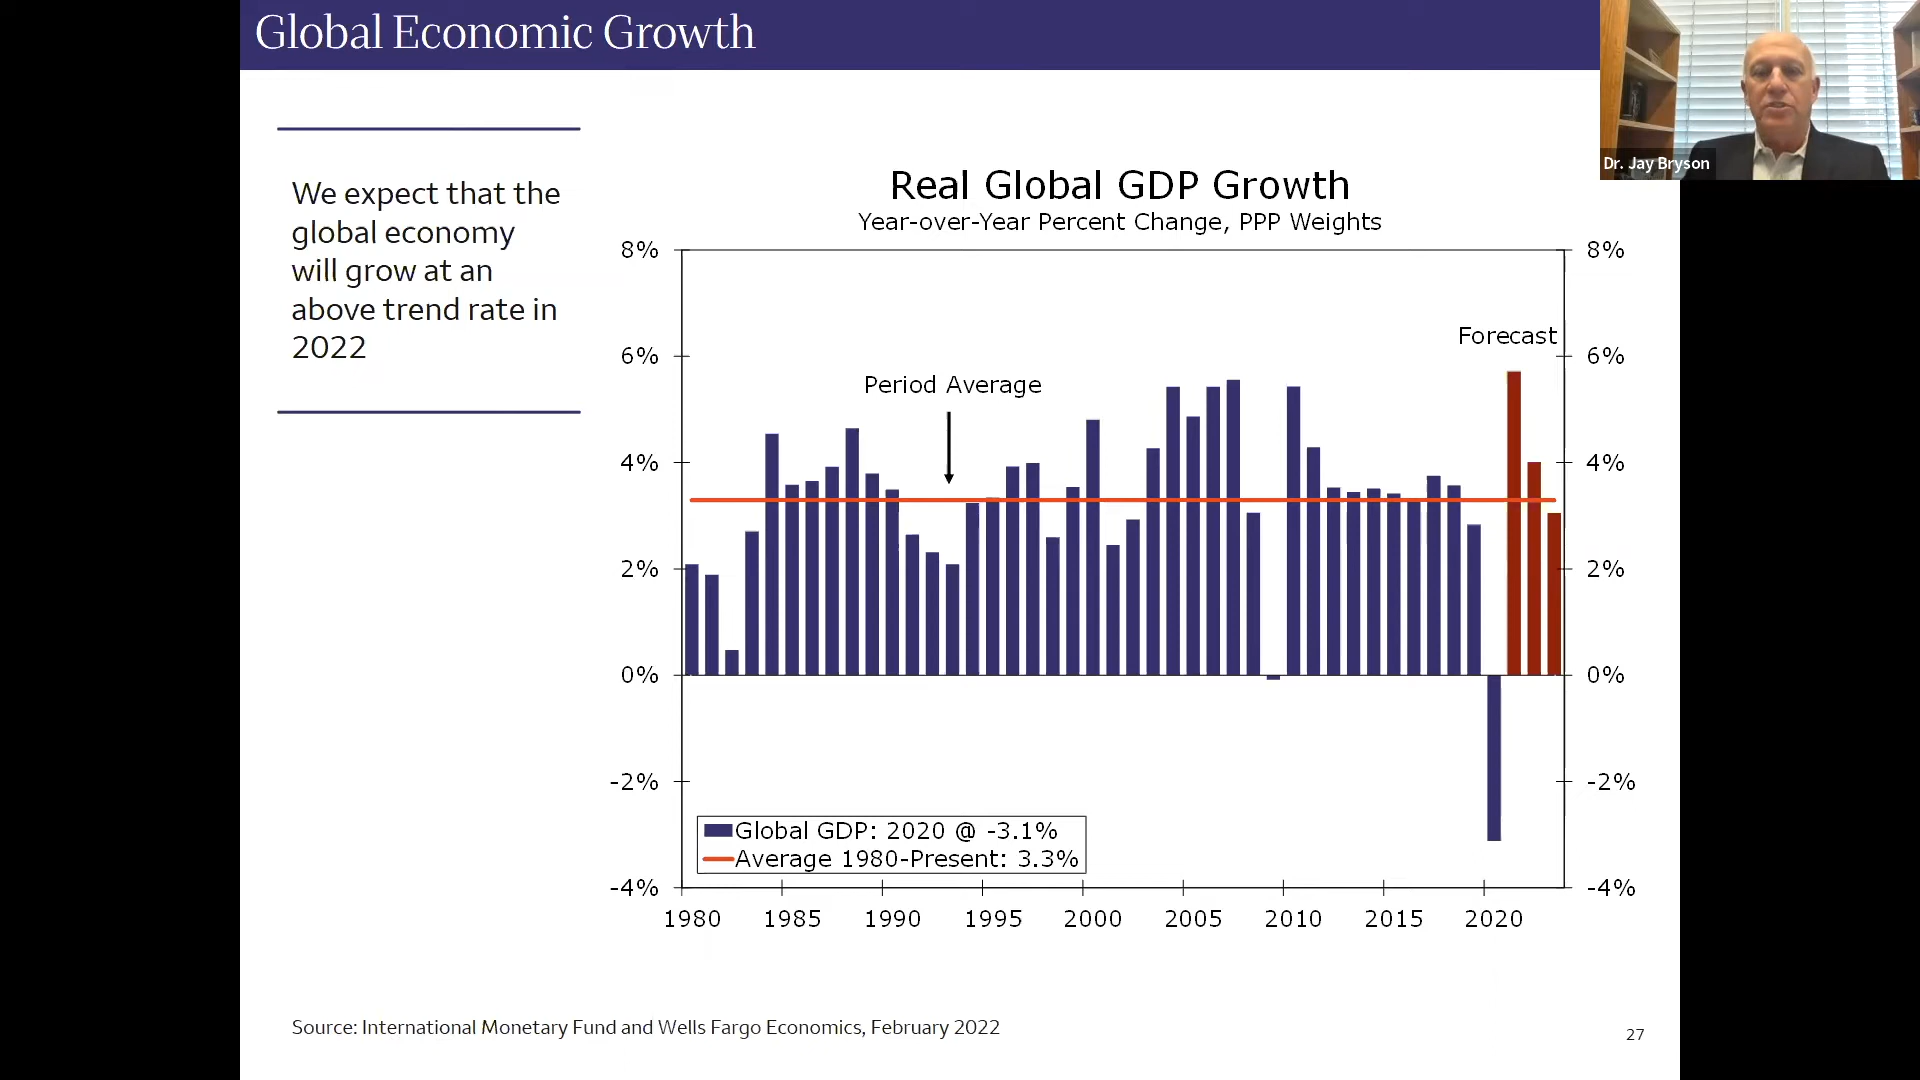 Global Economic Growth
Dr. Jay Bryson
We expect that the
global economy
will grow at an
above trend rate in
2022
Real Global GDP Growth
Year-over-Year Percent Change, PPP Weights
8%
6%
4%
2%
0%
-2%
-4%
8%
6%
4%
2%
0%
-2%
-4%
Forecast
Period Average
Global GDP: 2020 @ -3.1%
Average 1980-Present: 3.3%
1980 1985 1990 1995 2000 2005 2010 2015 2020
Source: International Monetary Fund and Wells Fargo Economics, February 2022
27